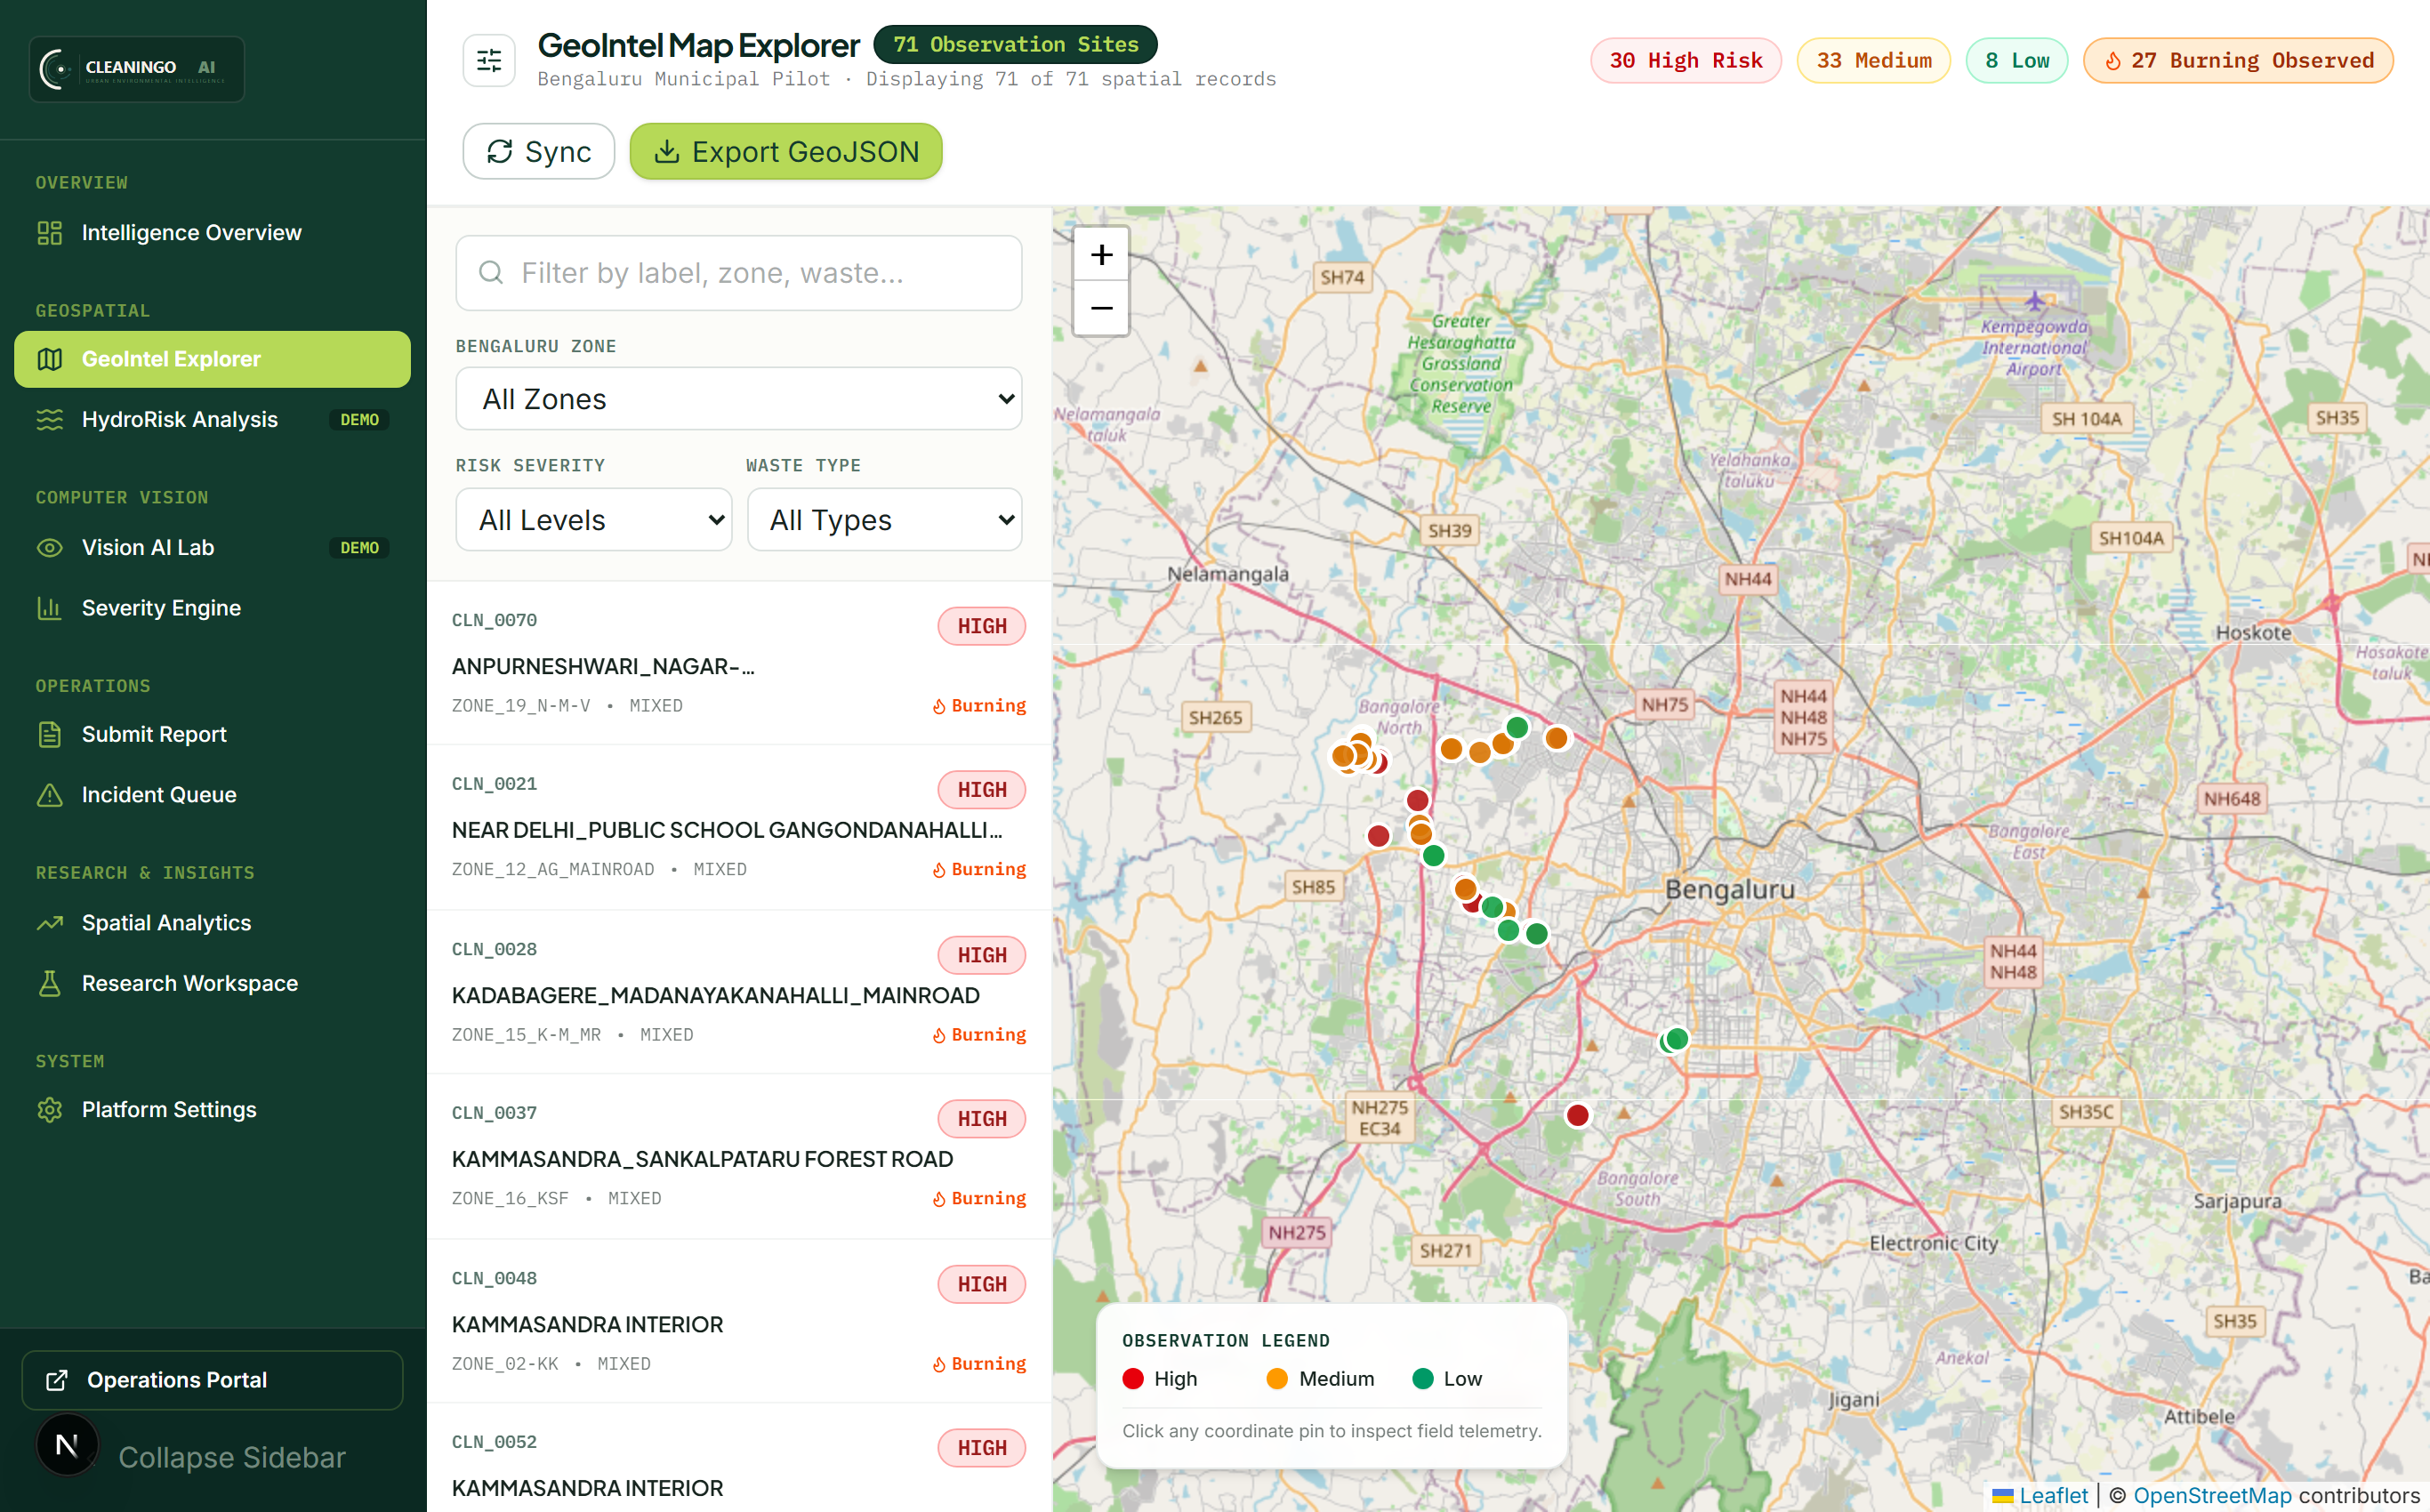 CLEANINGO AI
URBAN ENVIRONMENTAL INTELLIGENCE
OVERVIEW
Intelligence Overview
GEOSPATIAL
GeoIntel Explorer
HydroRisk Analysis DEMO
COMPUTER VISION
Vision AI Lab DEMO
Severity Engine
OPERATIONS
Submit Report
Incident Queue
RESEARCH & INSIGHTS
Spatial Analytics
Research Workspace
SYSTEM
Platform Settings
Operations Portal
N
Collapse Sidebar
GeoIntel Map Explorer 71 Observation Sites
Bengaluru Municipal Pilot · Displaying 71 of 71 spatial records
30 High Risk 33 Medium 8 Low 27 Burning Observed
Sync Export GeoJSON
Filter by label, zone, waste...
BENGALURU ZONE
All Zones
RISK SEVERITY WASTE TYPE
All Levels All Types
CLN_0070 HIGH
ANPURNESHWARI_NAGAR-...
ZONE_19_N-M-V • MIXED Burning
CLN_0021 HIGH
NEAR DELHI_PUBLIC SCHOOL GANGONDANAHALLI...
ZONE_12_AG_MAINROAD • MIXED Burning
CLN_0028 HIGH
KADABAGERE_MADANAYAKANAHALLI_MAINROAD
ZONE_15_K-M_MR • MIXED Burning
CLN_0037 HIGH
KAMMASANDRA_SANKALPATARU FOREST ROAD
ZONE_16_KSF • MIXED Burning
CLN_0048 HIGH
KAMMASANDRA INTERIOR
ZONE_02-KK • MIXED Burning
CLN_0052 HIGH
KAMMASANDRA INTERIOR
+
−
SH74
Greater
Hesaraghatta
Grassland
Conservation
Reserve
Kempegowda
International
Airport
Nelamangala
taluk
SH 104A
SH35
Yelahanka
taluku
SH39
SH104A
Nelamangala
NH44
Hoskote
Hosakote
taluk
SH265
Bangalore
North
NH75
NH44
NH48
NH75
NH648
Bangalore
East
SH85
Bengaluru
NH44
NH48
NH275
EC34
SH35C
Bangalore
South
Sarjapura
NH275
SH271
Electronic City
SH35
Anekal
Jigani
Attibele
OBSERVATION LEGEND
High Medium Low
Click any coordinate pin to inspect field telemetry.
Leaflet | © OpenStreetMap contributors